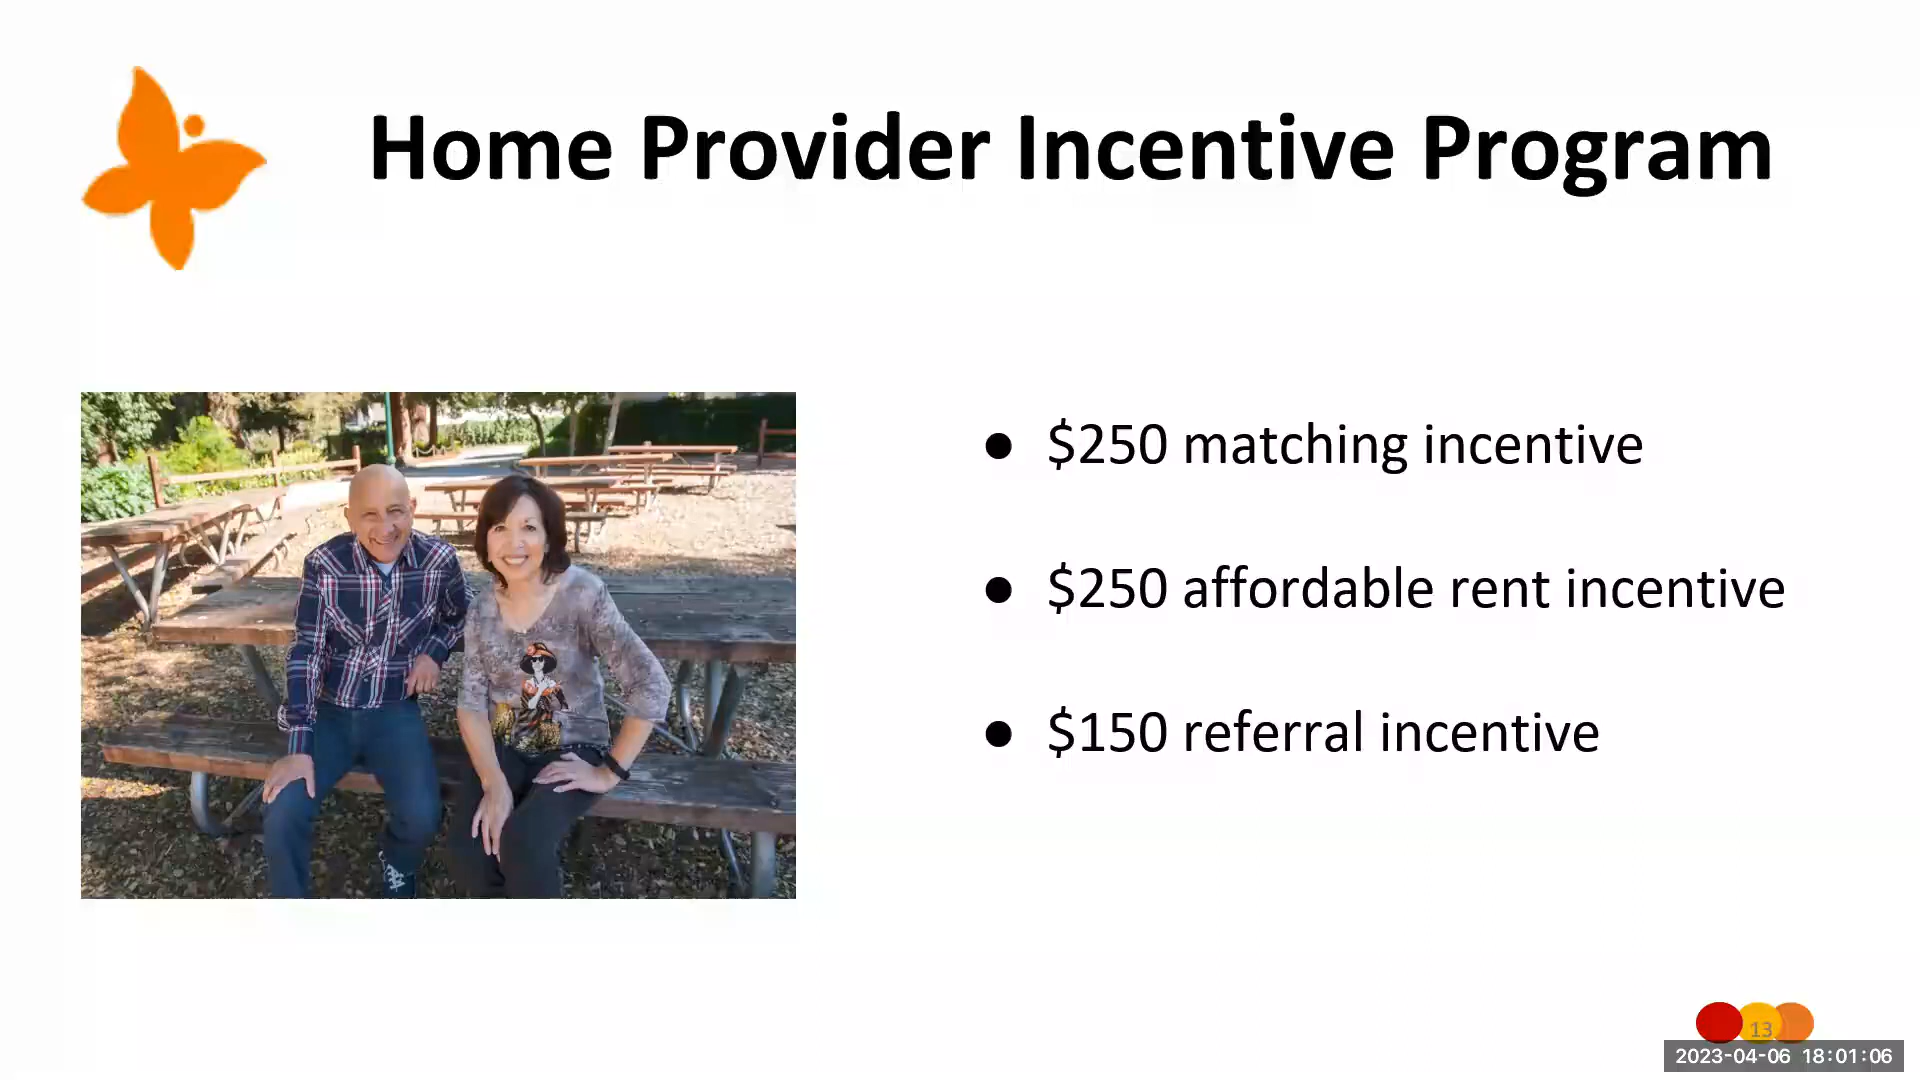 Home Provider Incentive Program
● $250 matching incentive
● $250 affordable rent incentive
● $150 referral incentive
13
2023-04-06 18:01:06